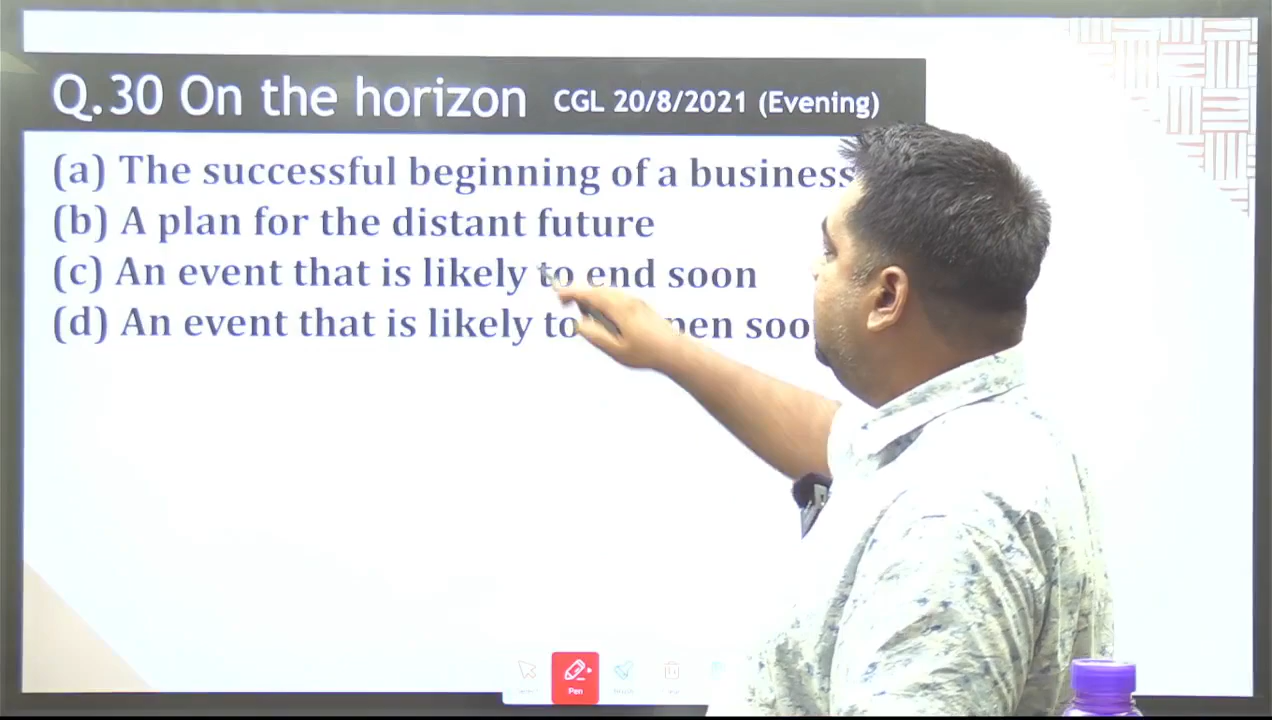 Q.30 On the horizon CGL 20/8/2021 (Evening)
(a) The successful beginning of a business
(b) A plan for the distant future
(c) An event that is likely to end soon
(d) An event that is likely to
Pen